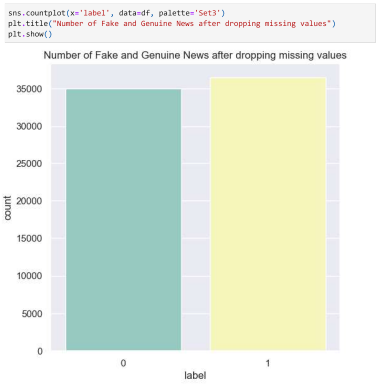 sns.countplot(x='label', data=df, palette='Set3')
plt.title("Number of Fake and Genuine News after dropping missing values")
plt.show()
Number of Fake and Genuine News after dropping missing values
35000
30000
25000
20000
15000
10000
5000
0
count
0 1
label